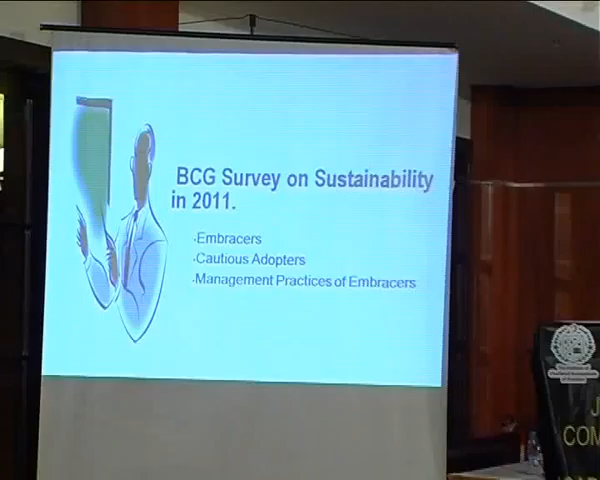 BCG Survey on Sustainability
in 2011.
·Embracers
·Cautious Adopters
·Management Practices of Embracers
J
COM